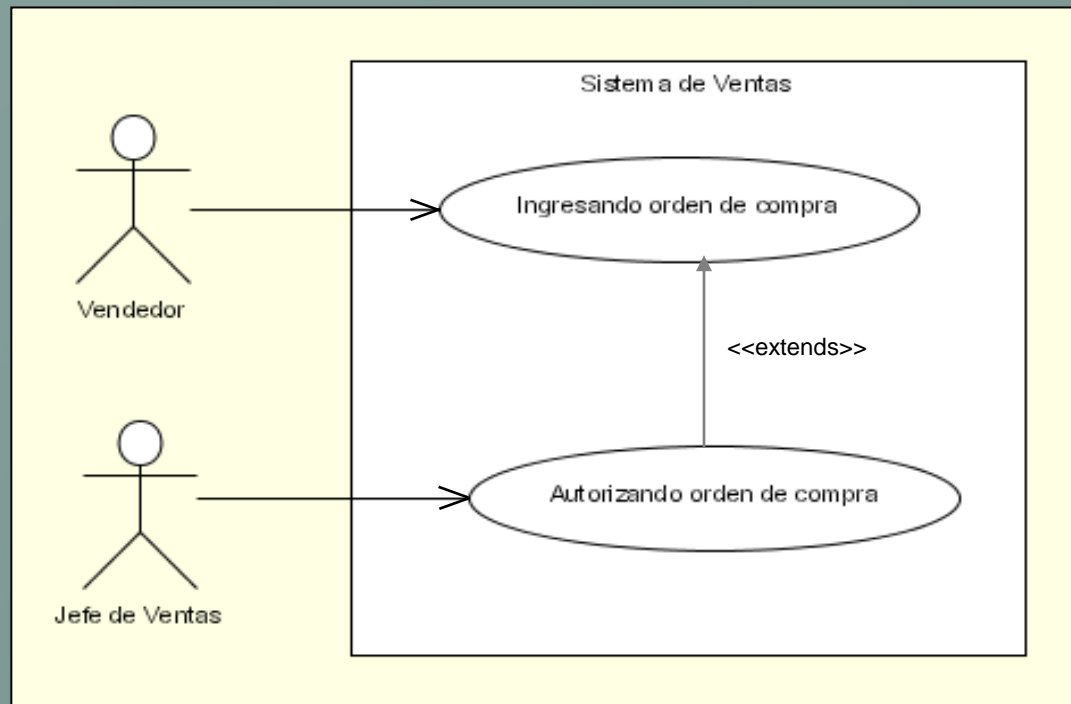 Sistema de Ventas
Ingresando orden de compra
Vendedor
<<extends>>
Autorizando orden de compra
Jefe de Ventas